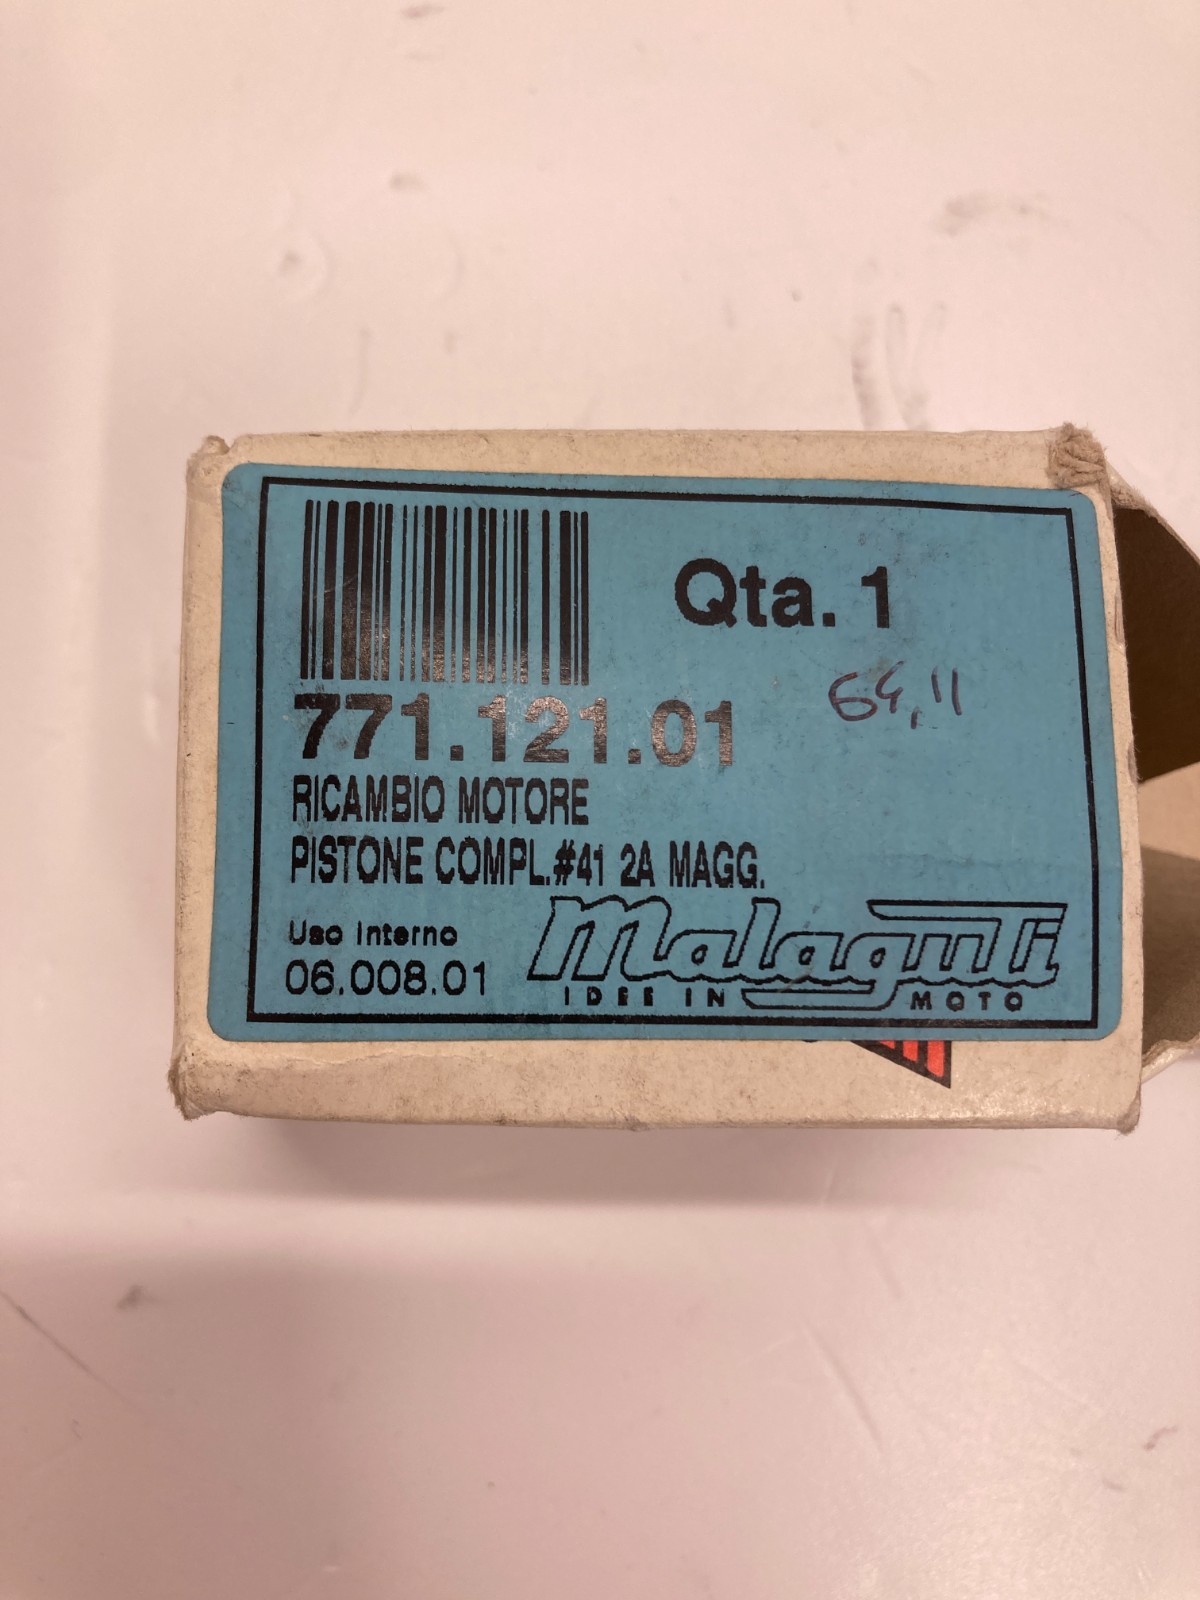 Qta. 1
64,11
771.121.01
RICAMBIO MOTORE
PISTONE COMPL.#41 2A MAGG.
Uso Interno
06.008.01
Malaguti
IDEE IN MOTO